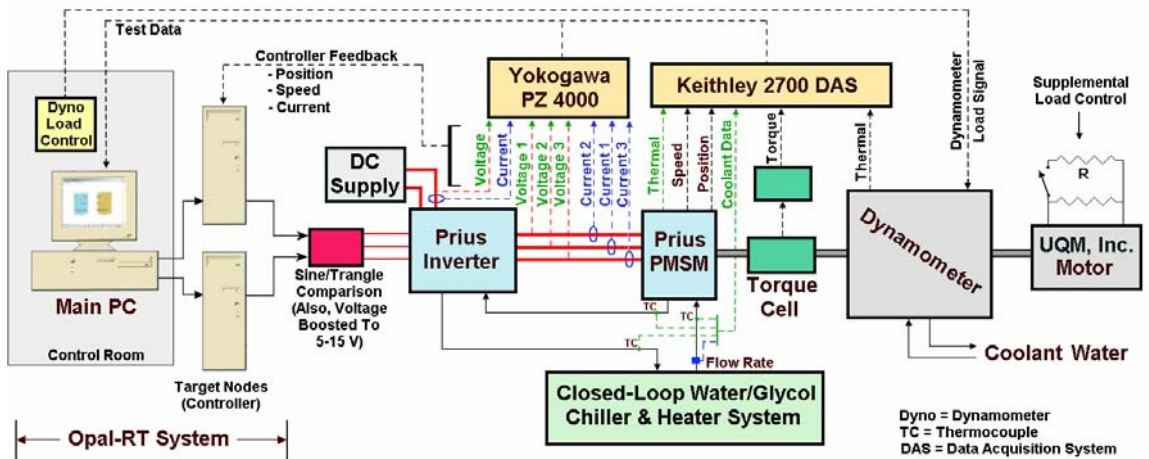 Test Data
Controller Feedback
- Position
- Speed
- Current
Dyno
Load
Control
Main PC
Control Room
Target Nodes
(Controller)
Opal-RT System
Sine/Trangle
Comparison
(Also, Voltage
Boosted To
5-15 V)
DC
Supply
Prius
Inverter
Yokogawa
PZ 4000
Voltage
Current
Voltage 1
Voltage 2
Voltage 3
Current 2
Current 1
Current 3
Keithley 2700 DAS
Thermal
Speed
Position
Coolant Data
Torque
Thermal
Dynamometer
Load Signal
Prius
PMSM
TC
TC
TC
Flow Rate
Torque
Cell
Dynamometer
Supplemental
Load Control
R
UQM, Inc.
Motor
Coolant Water
Closed-Loop Water/Glycol
Chiller & Heater System
Dyno = Dynamometer
TC = Thermocouple
DAS = Data Acquisition System